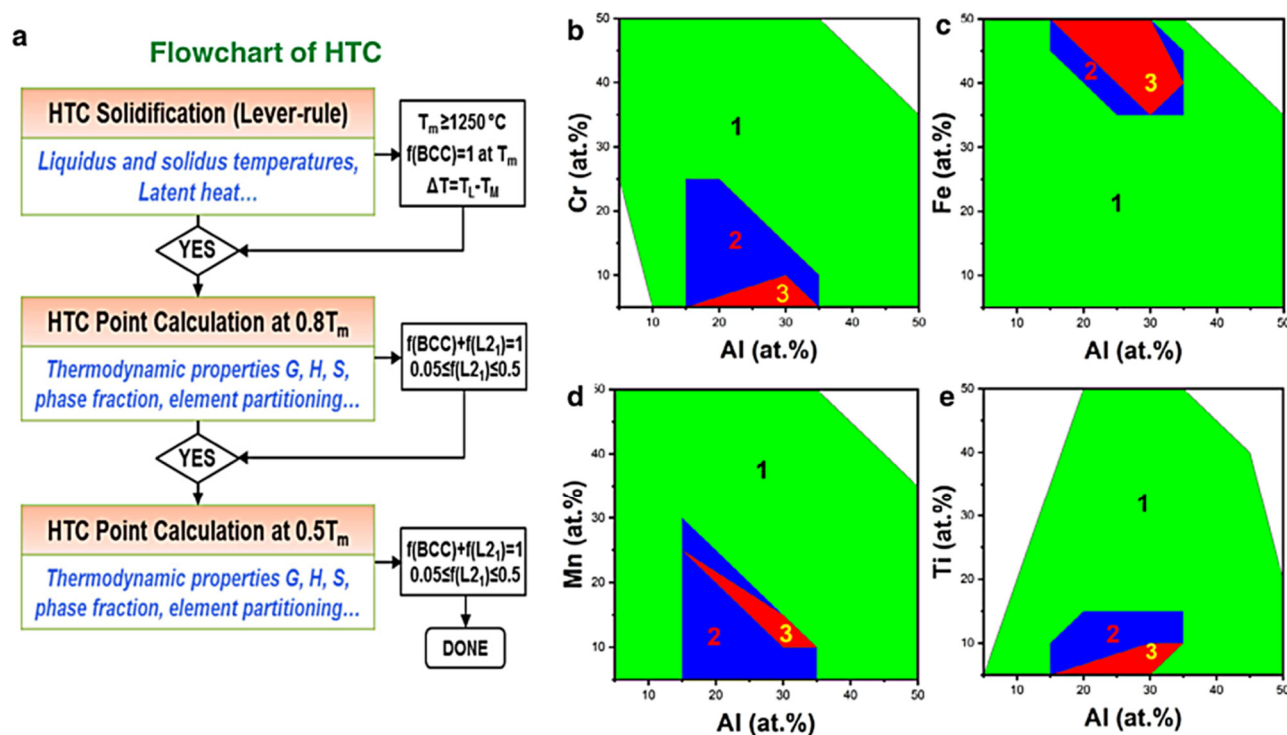 a
Flowchart of HTC
HTC Solidification (Lever-rule)
Liquidus and solidus temperatures,
Latent heat...
Tₘ≥1250 °C
f(BCC)=1 at Tₘ
ΔT=T_L-T_M
YES
HTC Point Calculation at 0.8Tₘ
Thermodynamic properties G, H, S,
phase fraction, element partitioning...
f(BCC)+f(L2₁)=1
0.05≤f(L2₁)≤0.5
YES
HTC Point Calculation at 0.5Tₘ
Thermodynamic properties G, H, S,
phase fraction, element partitioning...
f(BCC)+f(L2₁)=1
0.05≤f(L2₁)≤0.5
DONE
b
50
40
30
20
10
Cr (at.%)
1
2
3
10 20 30 40 50
Al (at.%)
c
50
40
30
20
10
Fe (at.%)
2
3
1
10 20 30 40 50
Al (at.%)
d
50
40
30
20
10
Mn (at.%)
1
2
3
10 20 30 40 50
Al (at.%)
e
50
40
30
20
10
Ti (at.%)
1
2
3
10 20 30 40 50
Al (at.%)